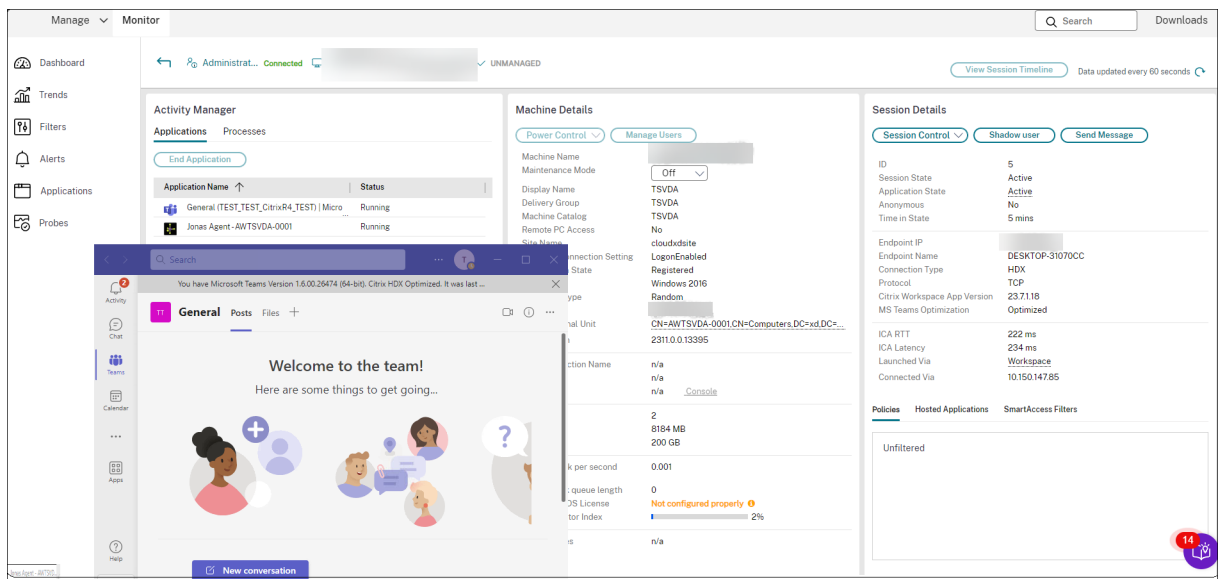 Manage
Monitor
Search
Downloads
Dashboard
Trends
Filters
Alerts
Applications
Probes
Administrat... Connected
UNMANAGED
View Session Timeline
Data updated every 60 seconds
Activity Manager
Applications Processes
End Application
Application Name Status
General (TEST_TEST_CitrixR4_TEST) | Micro ... Running
Jonas Agent - AWTSVDA-0001 Running
Machine Details
Power Control Manage Users
Machine Name
Maintenance Mode Off
Display Name TSVDA
Delivery Group TSVDA
Machine Catalog TSVDA
Remote PC Access No
Site Name cloudxdsite
nnection Setting LogonEnabled
State Registered
Windows 2016
ype Random
nal Unit CN=AWTSVDA-0001,CN=Computers,DC=xd,DC=...
2311.0.0.13395
ction Name n/a
n/a
n/a Console
2
8184 MB
200 GB
k per second 0.001
queue length 0
OS License Not configured properly
tor Index 2%
n/a
Session Details
Session Control Shadow user Send Message
ID 5
Session State Active
Application State Active
Anonymous No
Time in State 5 mins
Endpoint IP
Endpoint Name DESKTOP-31070CC
Connection Type HDX
Protocol TCP
Citrix Workspace App Version 23.7.1.18
MS Teams Optimization Optimized
ICA RTT 222 ms
ICA Latency 234 ms
Launched Via Workspace
Connected Via 10.150.147.85
Policies Hosted Applications SmartAccess Filters
Unfiltered
14
Search
T
You have Microsoft Teams Version 1.6.00.26474 (64-bit). Citrix HDX Optimized. It was last ...
2
Activity
Chat
Teams
Calendar
Apps
Help
TT General Posts Files
Welcome to the team!
Here are some things to get going...
New conversation